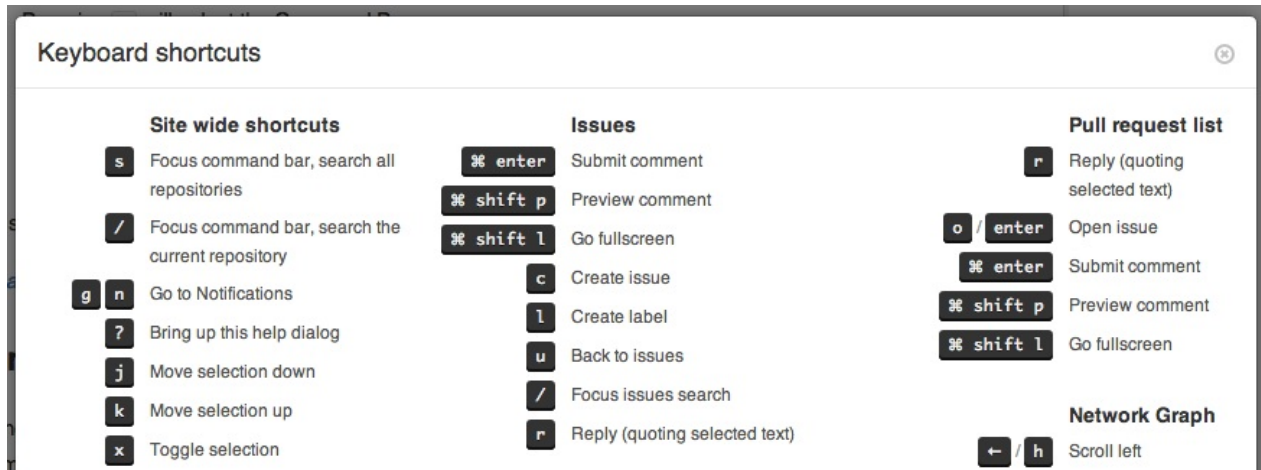 Keyboard shortcuts
Site wide shortcuts
s Focus command bar, search all
repositories
/ Focus command bar, search the
current repository
g n Go to Notifications
? Bring up this help dialog
j Move selection down
k Move selection up
x Toggle selection
Issues
⌘ enter Submit comment
⌘ shift p Preview comment
⌘ shift l Go fullscreen
c Create issue
l Create label
u Back to issues
/ Focus issues search
r Reply (quoting selected text)
Pull request list
r Reply (quoting
selected text)
o / enter Open issue
⌘ enter Submit comment
⌘ shift p Preview comment
⌘ shift l Go fullscreen
Network Graph
← / h Scroll left